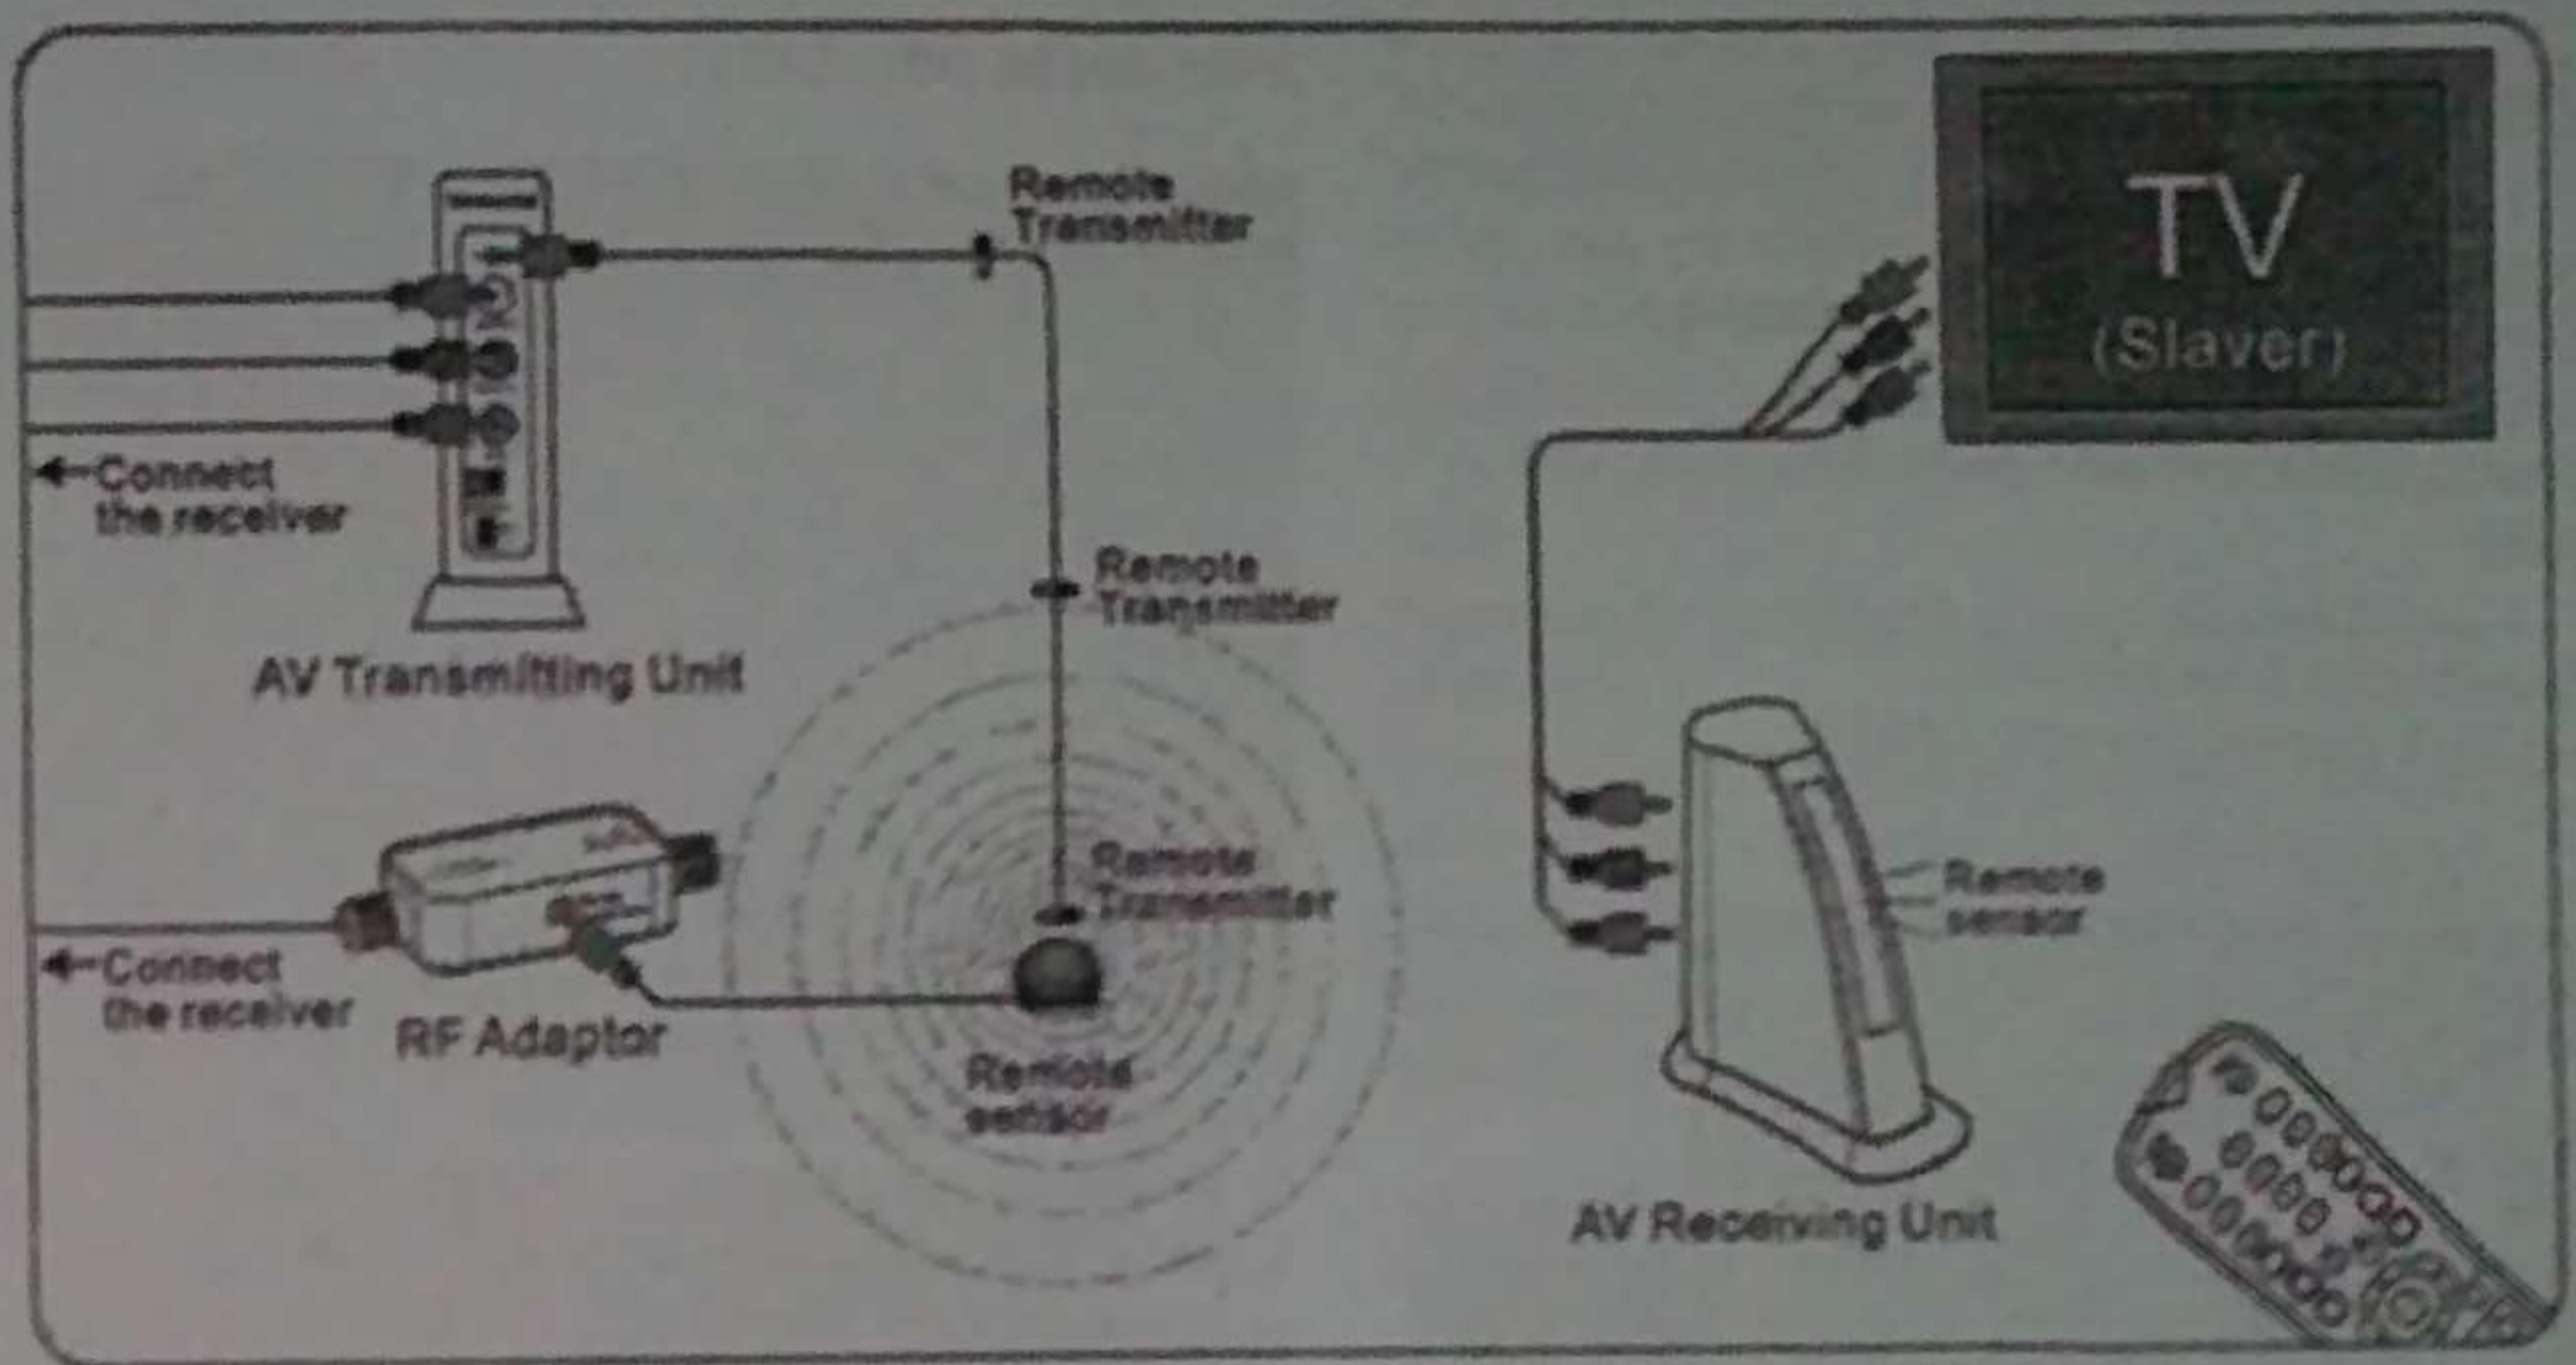 Remote
Transmitter
TV
(Slaver)
Connect
the receiver
Remote
Transmitter
AV Transmitting Unit
Remote
Transmitter
Remote
sensor
Connect
the receiver
RF Adaptor
Remote
sensor
AV Receiving Unit